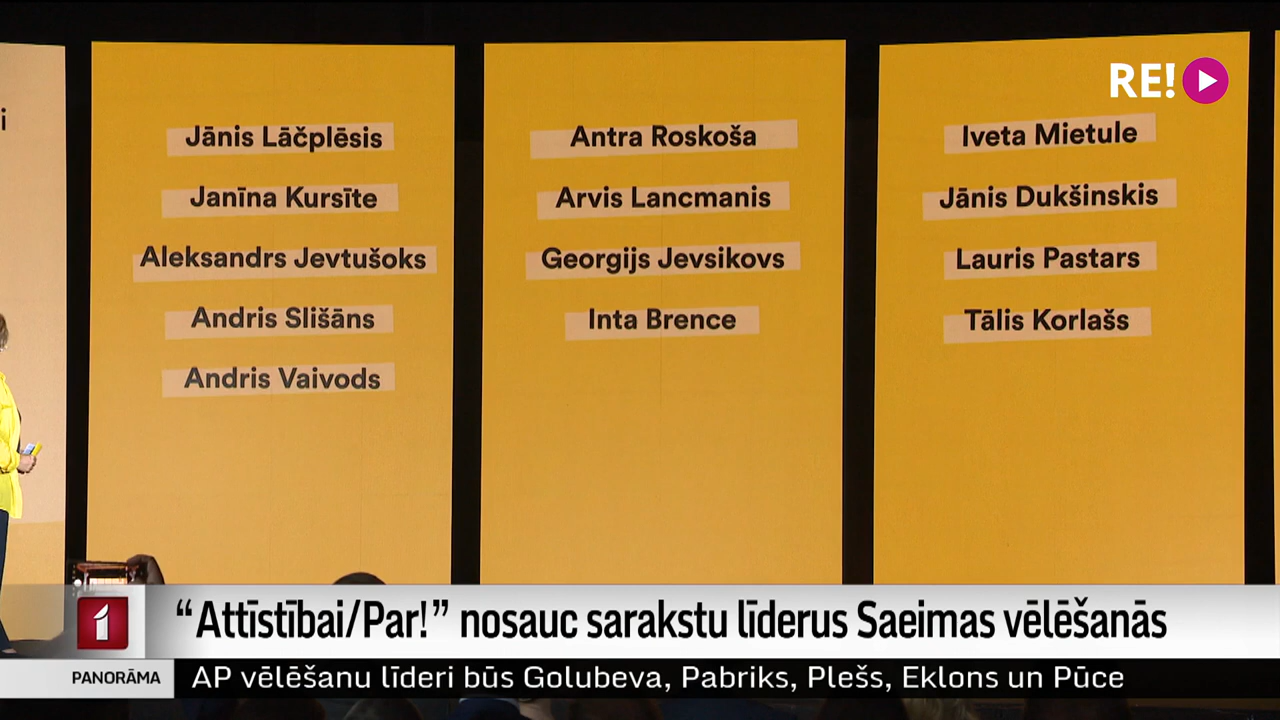 i
RE!
Jānis Lāčplēsis
Janīna Kursīte
Aleksandrs Jevtušoks
Andris Slišāns
Andris Vaivods
Antra Roskoša
Arvis Lancmanis
Georgijs Jevsikovs
Inta Brence
Iveta Mietule
Jānis Dukšinskis
Lauris Pastars
Tālis Korlašs
1
“Attīstībai/Par!” nosauc sarakstu līderus Saeimas vēlēšanās
PANORĀMA
AP vēlēšanu līderi būs Golubeva, Pabriks, Plešs, Eklons un Pūce